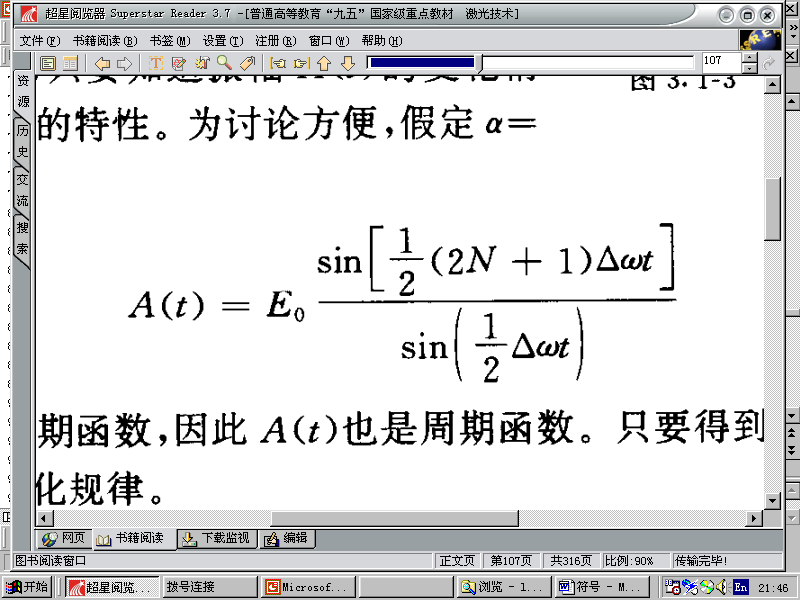 超星阅览器 Superstar Reader 3.7 -[普通高等教育“九五”国家级重点教材 激光技术]
文件(F) 书籍阅读(B) 书签(M) 设置(T) 注册(R) 窗口(W) 帮助(H)
107
资源
历史
交流
搜索
图 3.1-3
的特性。为讨论方便,假定 α=
A(t) = E₀ sin[1/2(2N + 1)Δωt] / sin(1/2 Δωt)
期函数,因此 A(t)也是周期函数。只要得到
化规律。
网页 书籍阅读 下载监视 编辑
图书阅读窗口 正文页 第107页 共316页 比例:90% 传输完毕!
开始 超星阅览... 拨号连接 Microsof... 浏览 - l... 符号 - M... En 21:46